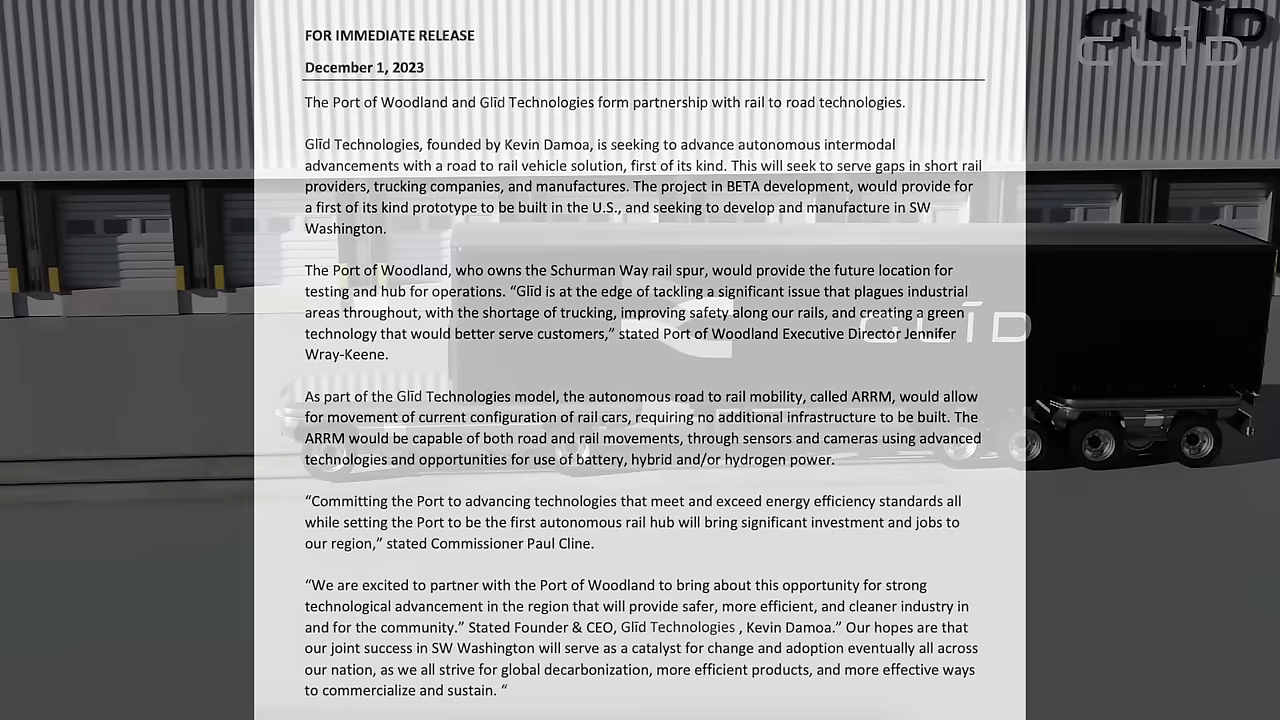 FOR IMMEDIATE RELEASE
December 1, 2023
The Port of Woodland and Glīd Technologies form partnership with rail to road technologies.
Glīd Technologies, founded by Kevin Damoa, is seeking to advance autonomous intermodal
advancements with a road to rail vehicle solution, first of its kind. This will seek to serve gaps in short rail
providers, trucking companies, and manufactures. The project in BETA development, would provide for
a first of its kind prototype to be built in the U.S., and seeking to develop and manufacture in SW
Washington.
The Port of Woodland, who owns the Schurman Way rail spur, would provide the future location for
testing and hub for operations. “Glīd is at the edge of tackling a significant issue that plagues industrial
areas throughout, with the shortage of trucking, improving safety along our rails, and creating a green
technology that would better serve customers,” stated Port of Woodland Executive Director Jennifer
Wray-Keene.
As part of the Glīd Technologies model, the autonomous road to rail mobility, called ARRM, would allow
for movement of current configuration of rail cars, requiring no additional infrastructure to be built. The
ARRM would be capable of both road and rail movements, through sensors and cameras using advanced
technologies and opportunities for use of battery, hybrid and/or hydrogen power.
“Committing the Port to advancing technologies that meet and exceed energy efficiency standards all
while setting the Port to be the first autonomous rail hub will bring significant investment and jobs to
our region,” stated Commissioner Paul Cline.
“We are excited to partner with the Port of Woodland to bring about this opportunity for strong
technological advancement in the region that will provide safer, more efficient, and cleaner industry in
and for the community.” Stated Founder & CEO, Glīd Technologies , Kevin Damoa.” Our hopes are that
our joint success in SW Washington will serve as a catalyst for change and adoption eventually all across
our nation, as we all strive for global decarbonization, more efficient products, and more effective ways
to commercialize and sustain. “
GLĪD
GLĪD
GLĪD